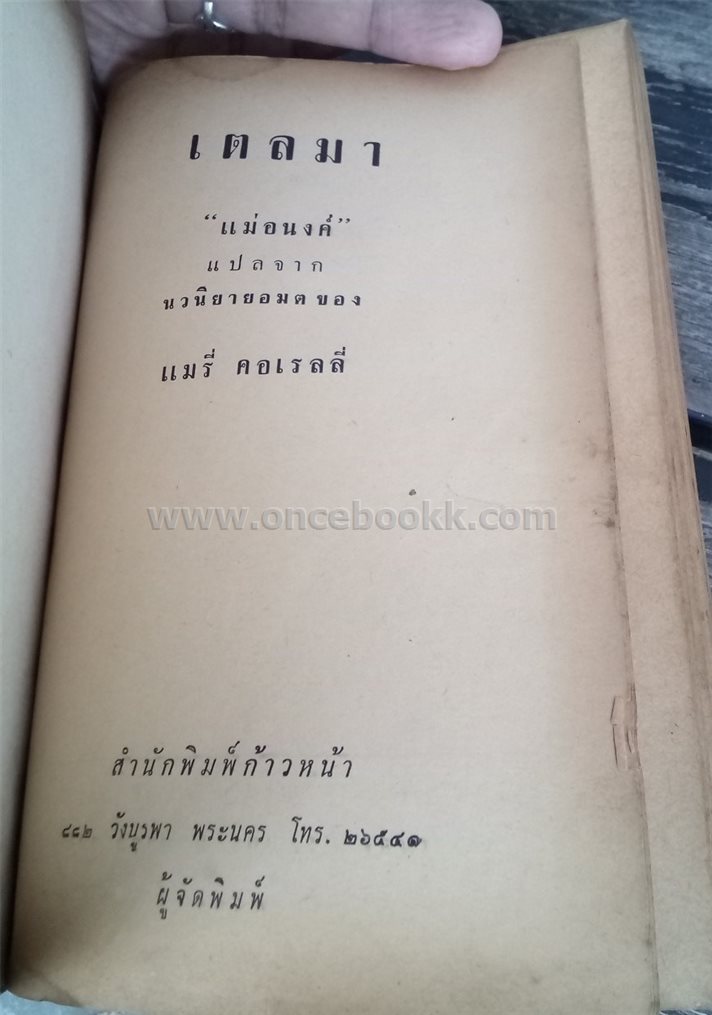 เตลมา
“แม่อนงค์”
แปลจาก
นวนิยายอมตของ
แมรี่ คอเรลลี่
www.oncebookk.com
สำนักพิมพ์ก้าวหน้า
๘๘๒ วังบูรพา พระนคร โทร. ๒๖๕๔๑
ผู้จัดพิมพ์